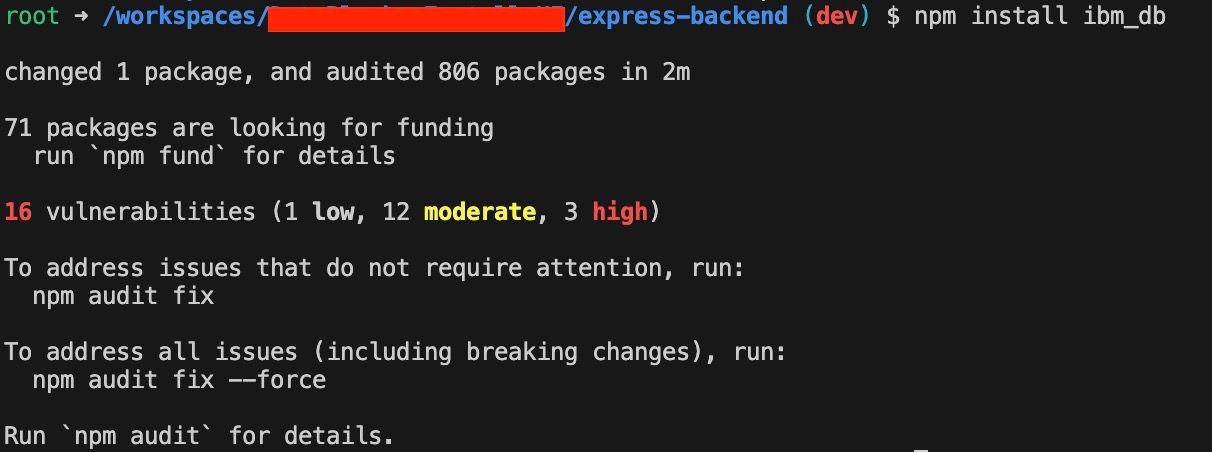 root → /workspaces/ /express-backend (dev) $ npm install ibm_db
changed 1 package, and audited 806 packages in 2m
71 packages are looking for funding
run `npm fund` for details
16 vulnerabilities (1 low, 12 moderate, 3 high)
To address issues that do not require attention, run:
npm audit fix
To address all issues (including breaking changes), run:
npm audit fix --force
Run `npm audit` for details.